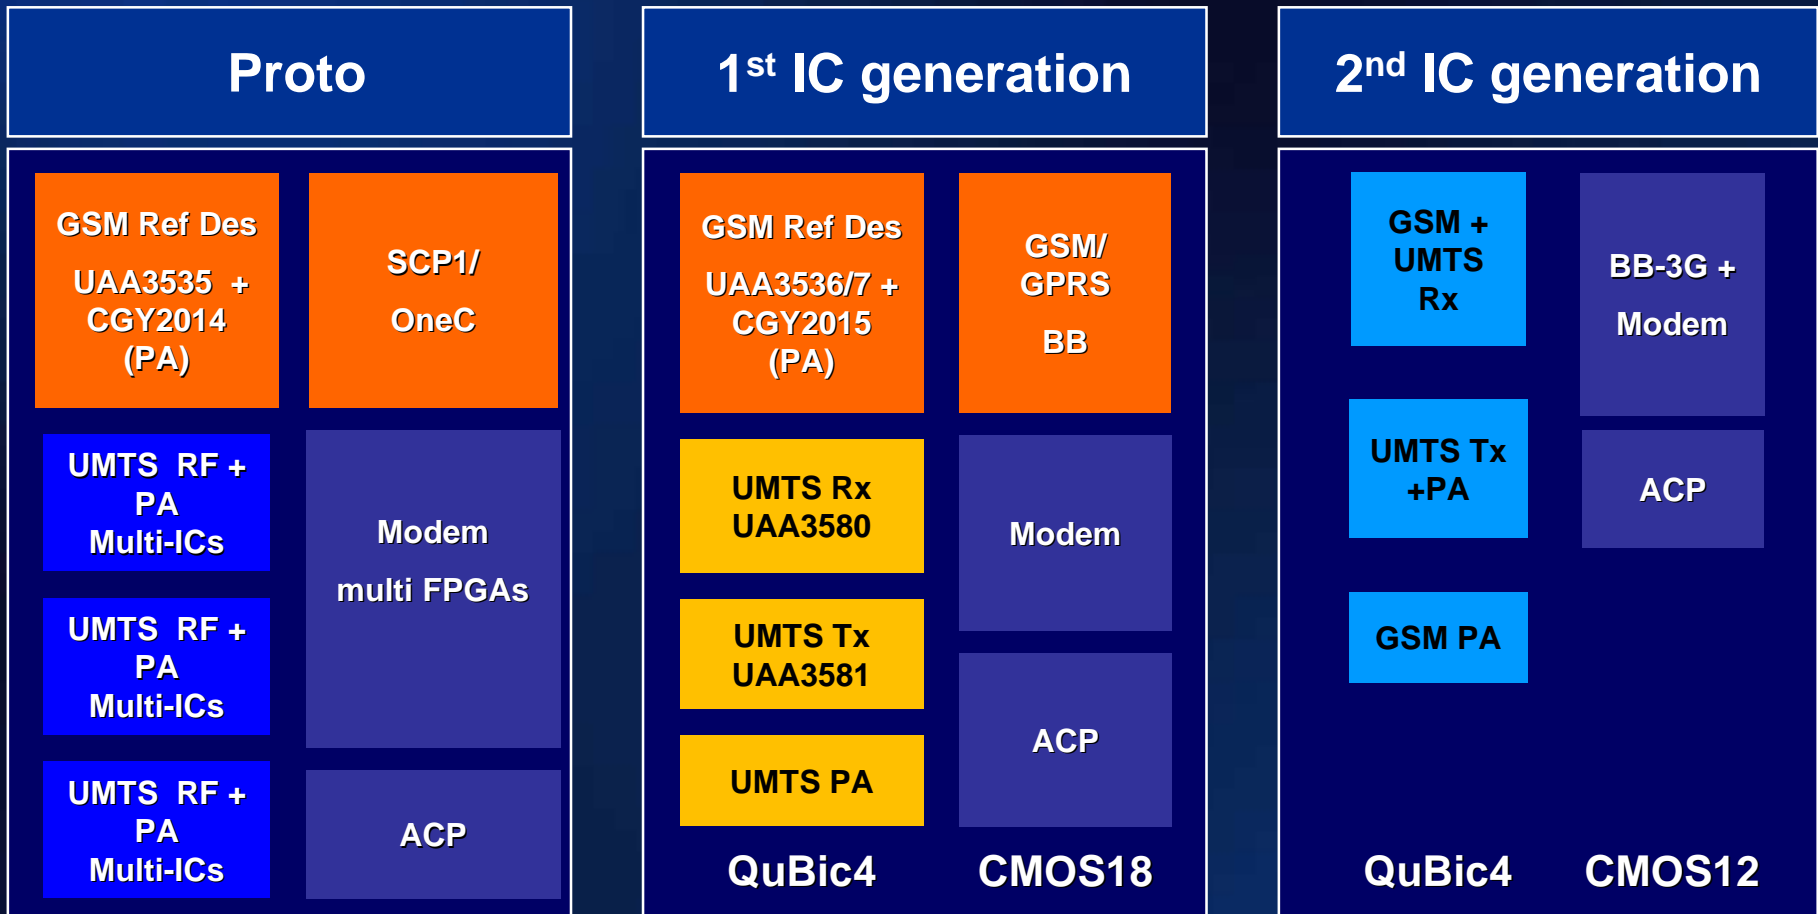 Proto
GSM Ref Des
UAA3535 +
CGY2014
(PA)
SCP1/
OneC
UMTS RF +
PA
Multi-ICs
UMTS RF +
PA
Multi-ICs
UMTS RF +
PA
Multi-ICs
Modem
multi FPGAs
ACP
1st IC generation
GSM Ref Des
UAA3536/7 +
CGY2015
(PA)
GSM/
GPRS
BB
UMTS Rx
UAA3580
UMTS Tx
UAA3581
UMTS PA
Modem
ACP
QuBic4
CMOS18
2nd IC generation
GSM +
UMTS
Rx
BB-3G +
Modem
UMTS Tx
+PA
ACP
GSM PA
QuBic4
CMOS12